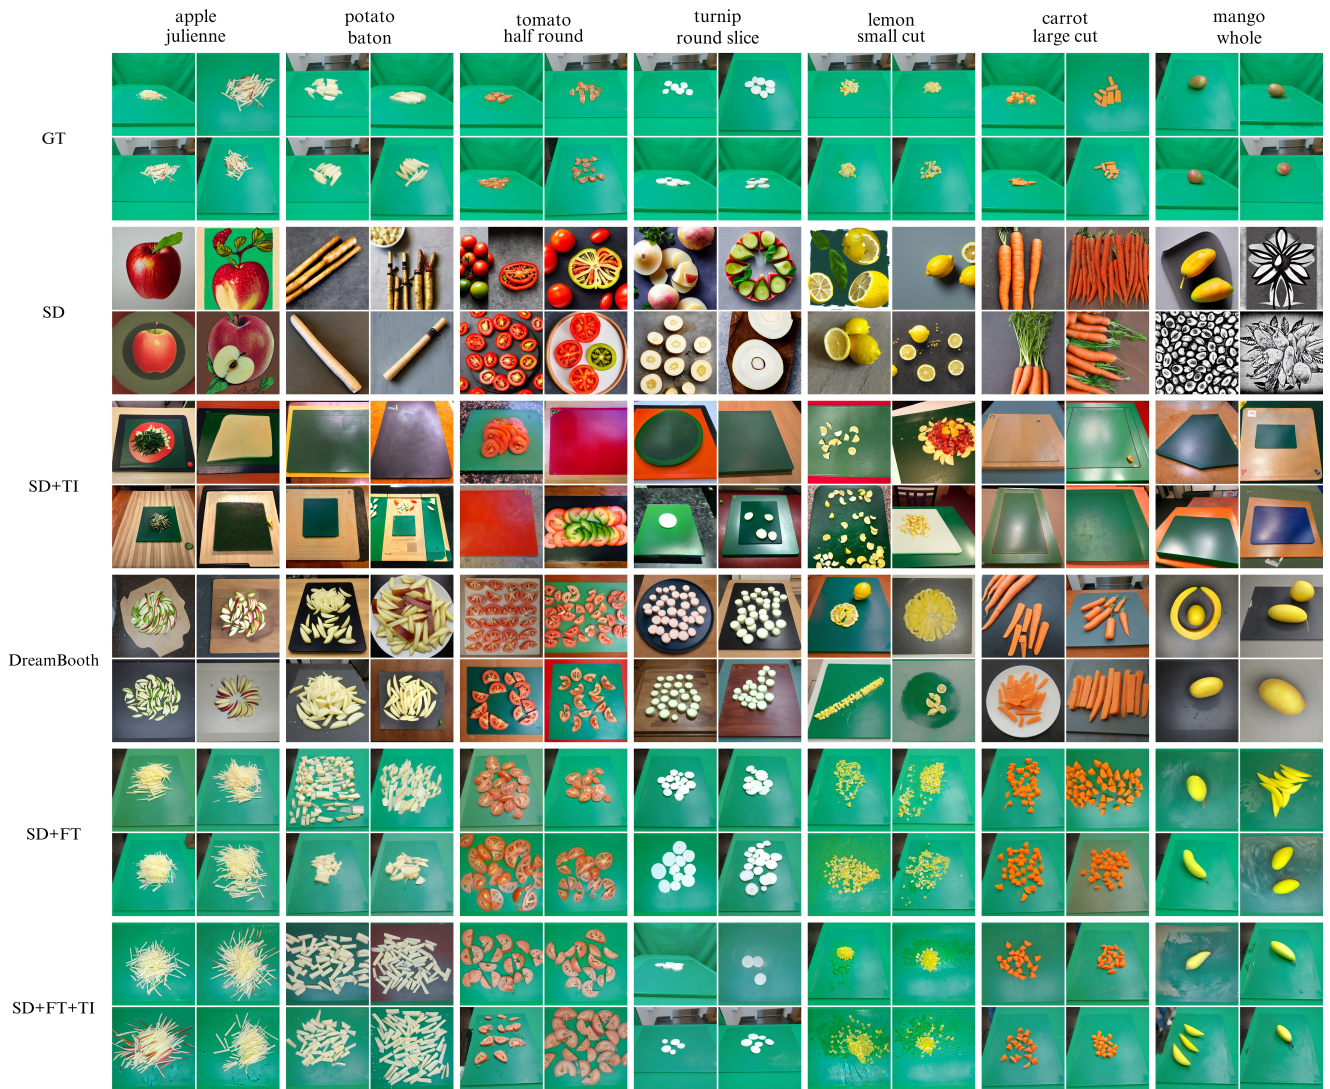 apple
julienne
potato
baton
tomato
half round
turnip
round slice
lemon
small cut
carrot
large cut
mango
whole
GT
SD
SD+TI
DreamBooth
SD+FT
SD+FT+TI